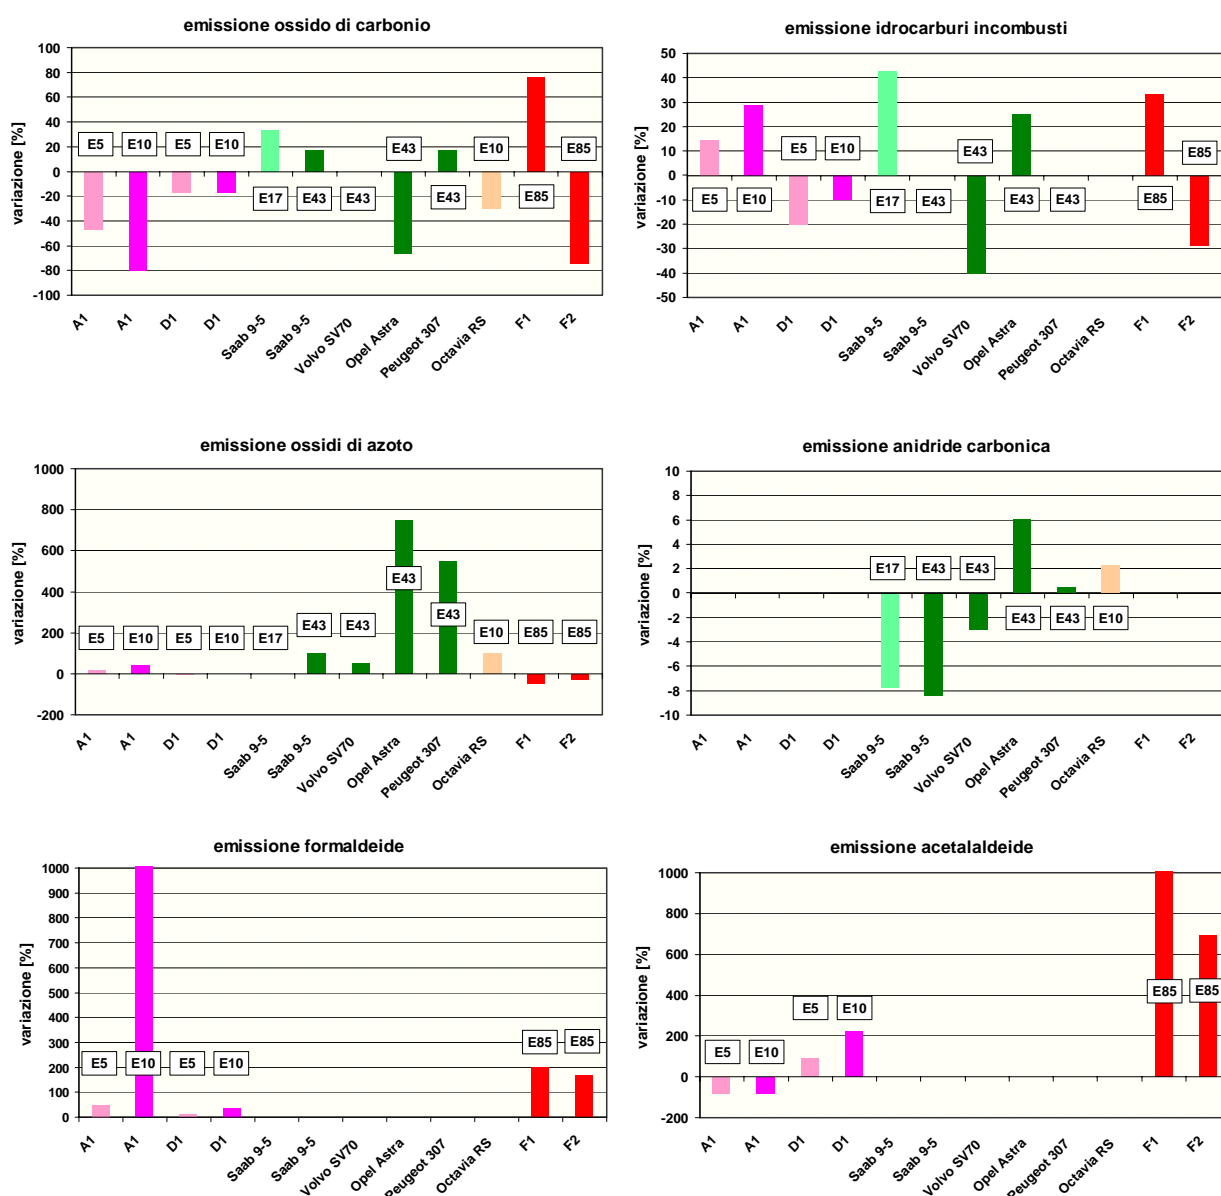 emissione ossido di carbonio
variazione [%]
100
80
60
40
20
0
-20
-40
-60
-80
-100
E5
E10
E5
E10
E17
E43
E43
E43
E43
E10
E85
E85
A1
A1
D1
D1
Saab 9-5
Saab 9-5
Volvo SV70
Opel Astra
Peugeot 307
Octavia RS
F1
F2
emissione idrocarburi incombusti
variazione [%]
50
40
30
20
10
0
-10
-20
-30
-40
-50
E5
E10
E5
E10
E17
E43
E43
E43
E43
E85
E85
A1
A1
D1
D1
Saab 9-5
Saab 9-5
Volvo SV70
Opel Astra
Peugeot 307
Octavia RS
F1
F2
emissione ossidi di azoto
variazione [%]
1000
800
600
400
200
0
-200
E5
E10
E5
E10
E17
E43
E43
E43
E43
E10
E85
E85
A1
A1
D1
D1
Saab 9-5
Saab 9-5
Volvo SV70
Opel Astra
Peugeot 307
Octavia RS
F1
F2
emissione anidride carbonica
variazione [%]
10
8
6
4
2
0
-2
-4
-6
-8
-10
E17
E43
E43
E43
E43
E10
A1
A1
D1
D1
Saab 9-5
Saab 9-5
Volvo SV70
Opel Astra
Peugeot 307
Octavia RS
F1
F2
emissione formaldeide
variazione [%]
1000
900
800
700
600
500
400
300
200
100
0
E5
E10
E5
E10
E85
E85
A1
A1
D1
D1
Saab 9-5
Saab 9-5
Volvo SV70
Opel Astra
Peugeot 307
Octavia RS
F1
F2
emissione acetalaldeide
variazione [%]
1000
800
600
400
200
0
-200
E5
E10
E5
E10
E85
E85
A1
A1
D1
D1
Saab 9-5
Saab 9-5
Volvo SV70
Opel Astra
Peugeot 307
Octavia RS
F1
F2